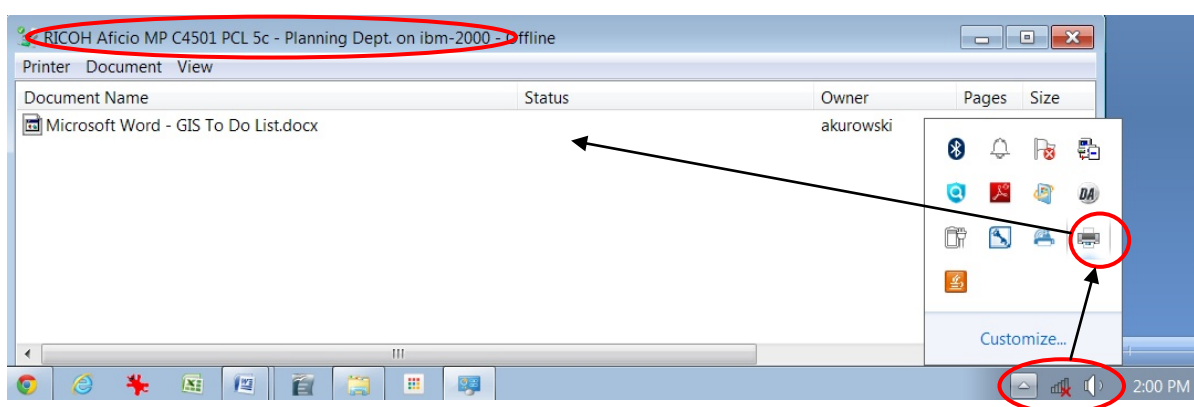 RICOH Aficio MP C4501 PCL 5c - Planning Dept. on ibm-2000 - Offline
Printer Document View
Document Name Status Owner Pages Size
Microsoft Word - GIS To Do List.docx akurowski
DA
Customize...
2:00 PM